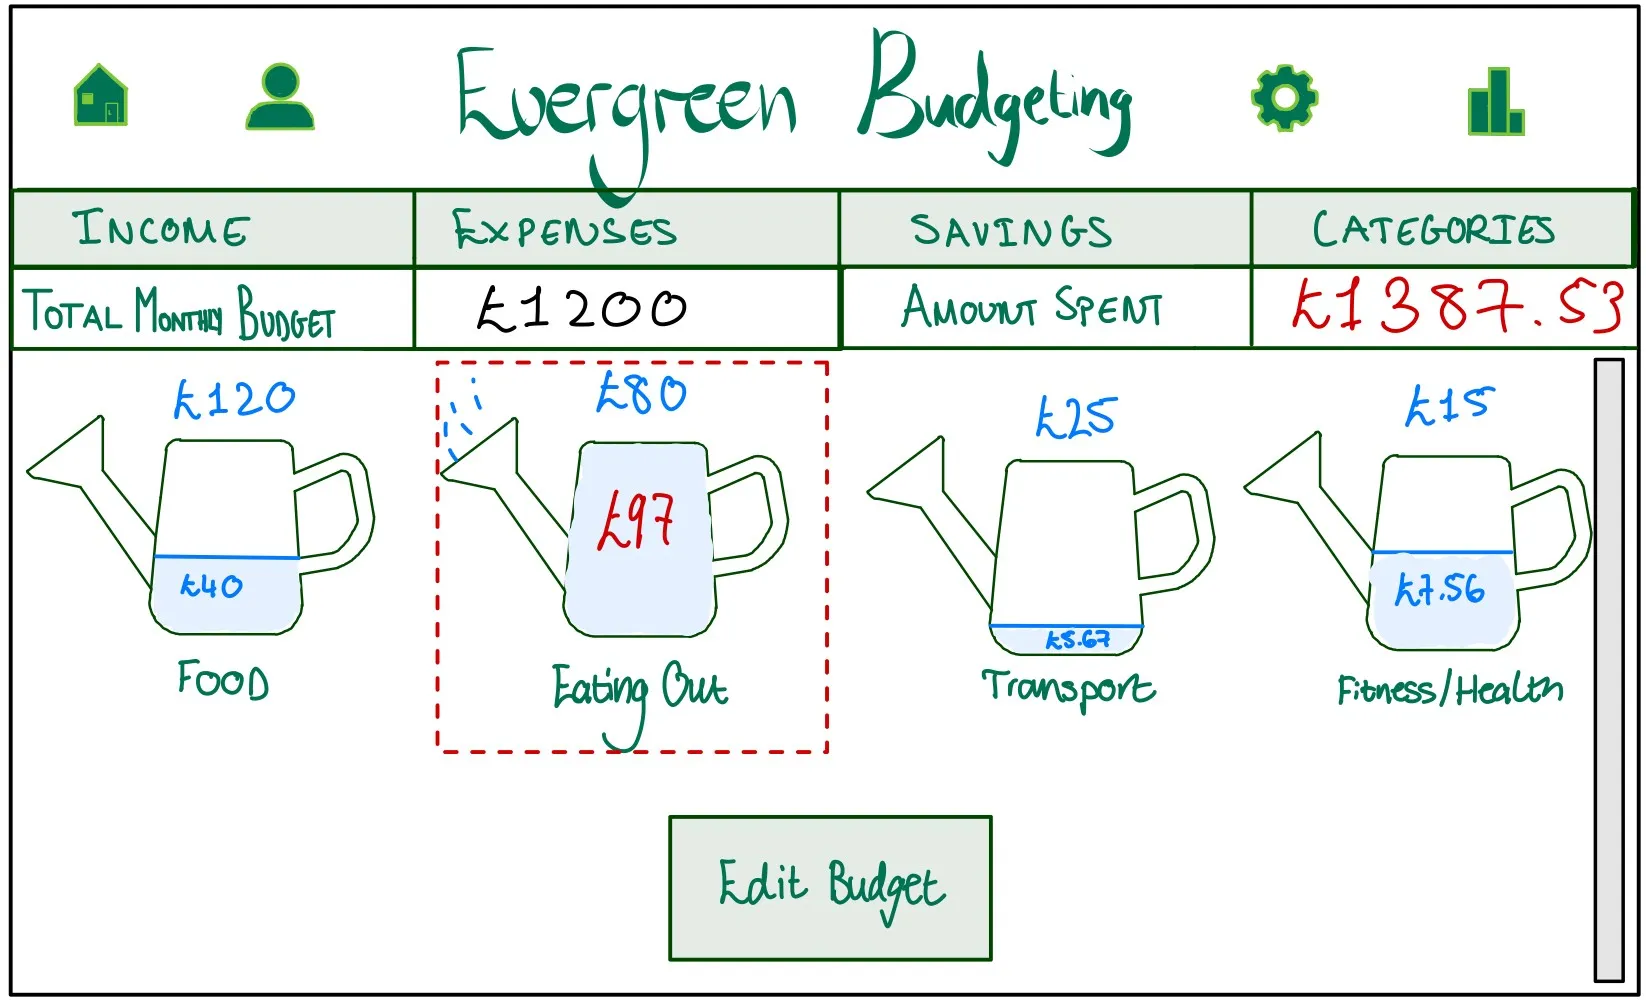 Evergreen Budgeting
INCOME EXPENSES SAVINGS CATEGORIES
TOTAL MONTHLY BUDGET £1200 AMOUNT SPENT £1387.53
£120 £80 £25 £15
£40 £97 £5.67 £7.56
FOOD Eating Out Transport Fitness/Health
Edit Budget